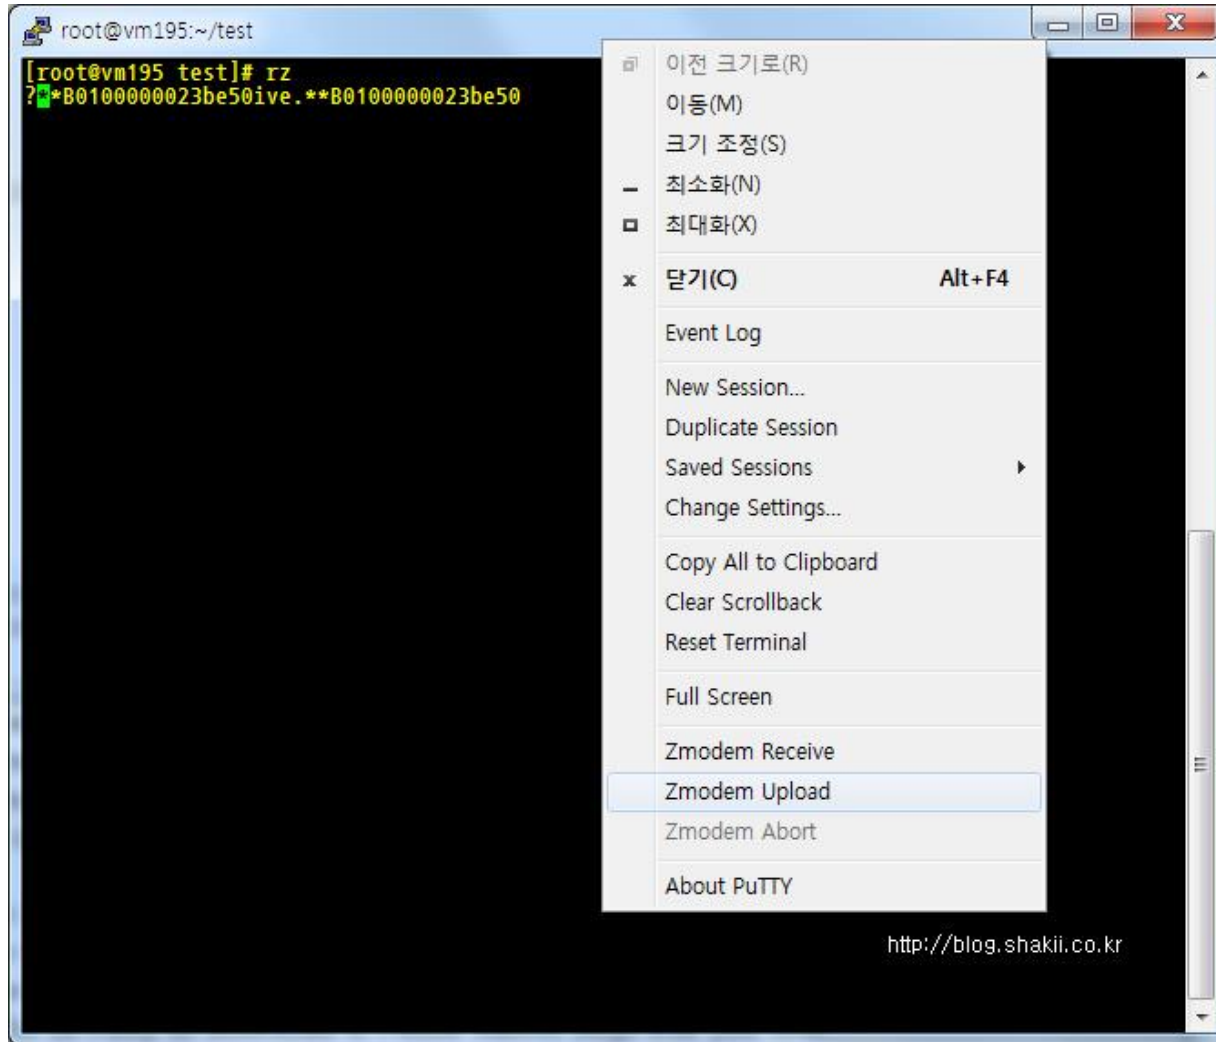 root@vm195:~/test
[root@vm195 test]# rz
?**B0100000023be50ive.**B0100000023be50
이전 크기로(R)
이동(M)
크기 조정(S)
최소화(N)
최대화(X)
닫기(C) Alt+F4
Event Log
New Session...
Duplicate Session
Saved Sessions
Change Settings...
Copy All to Clipboard
Clear Scrollback
Reset Terminal
Full Screen
Zmodem Receive
Zmodem Upload
Zmodem Abort
About PuTTY
http://blog.shakii.co.kr